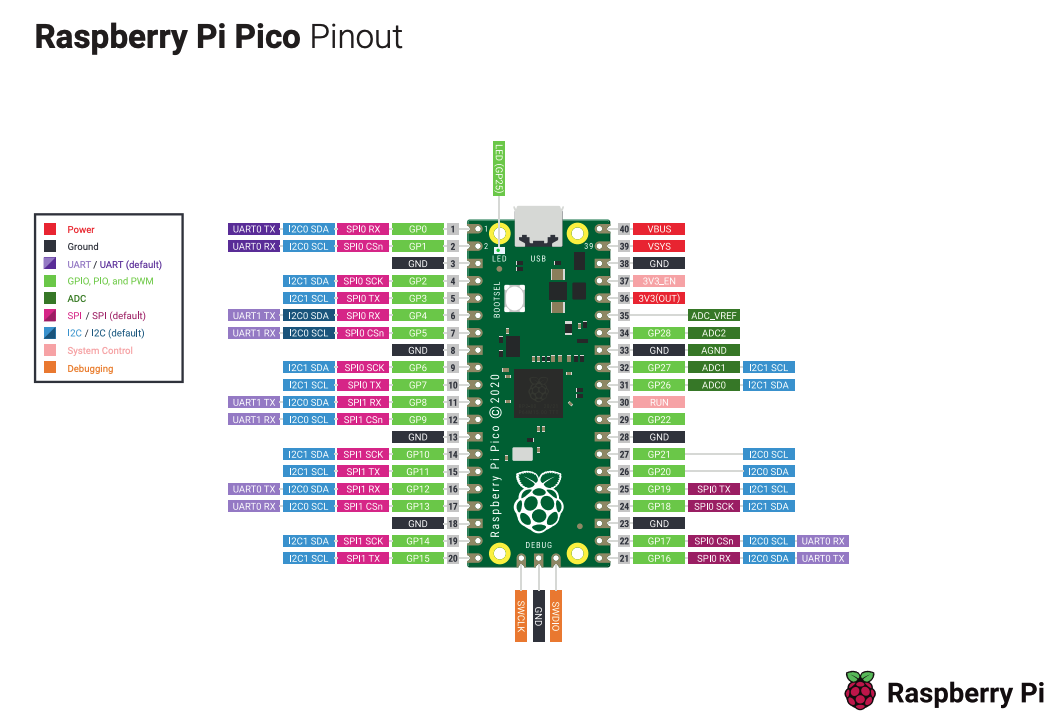 Raspberry Pi Pico Pinout
LED (GP25)
Power
Ground
UART / UART (default)
GPIO, PIO, and PWM
ADC
SPI / SPI (default)
I2C / I2C (default)
System Control
Debugging
UART0 TX I2C0 SDA SPI0 RX GP0 1
UART0 RX I2C0 SCL SPI0 CSn GP1 2
GND 3
I2C1 SDA SPI0 SCK GP2 4
I2C1 SCL SPI0 TX GP3 5
UART1 TX I2C0 SDA SPI0 RX GP4 6
UART1 RX I2C0 SCL SPI0 CSn GP5 7
GND 8
I2C1 SDA SPI0 SCK GP6 9
I2C1 SCL SPI0 TX GP7 10
UART1 TX I2C0 SDA SPI1 RX GP8 11
UART1 RX I2C0 SCL SPI1 CSn GP9 12
GND 13
I2C1 SDA SPI1 SCK GP10 14
I2C1 SCL SPI1 TX GP11 15
UART0 TX I2C0 SDA SPI1 RX GP12 16
UART0 RX I2C0 SCL SPI1 CSn GP13 17
GND 18
I2C1 SDA SPI1 SCK GP14 19
I2C1 SCL SPI1 TX GP15 20
1
2
39
LED
USB
BOOTSEL
Raspberry Pi Pico © 2020
DEBUG
40 VBUS
39 VSYS
38 GND
37 3V3_EN
36 3V3(OUT)
35 ADC_VREF
34 GP28 ADC2
33 GND AGND
32 GP27 ADC1 I2C1 SCL
31 GP26 ADC0 I2C1 SDA
30 RUN
29 GP22
28 GND
27 GP21 I2C0 SCL
26 GP20 I2C0 SDA
25 GP19 SPI0 TX I2C1 SCL
24 GP18 SPI0 SCK I2C1 SDA
23 GND
22 GP17 SPI0 CSn I2C0 SCL UART0 RX
21 GP16 SPI0 RX I2C0 SDA UART0 TX
SWCLK
GND
SWDIO
Raspberry Pi